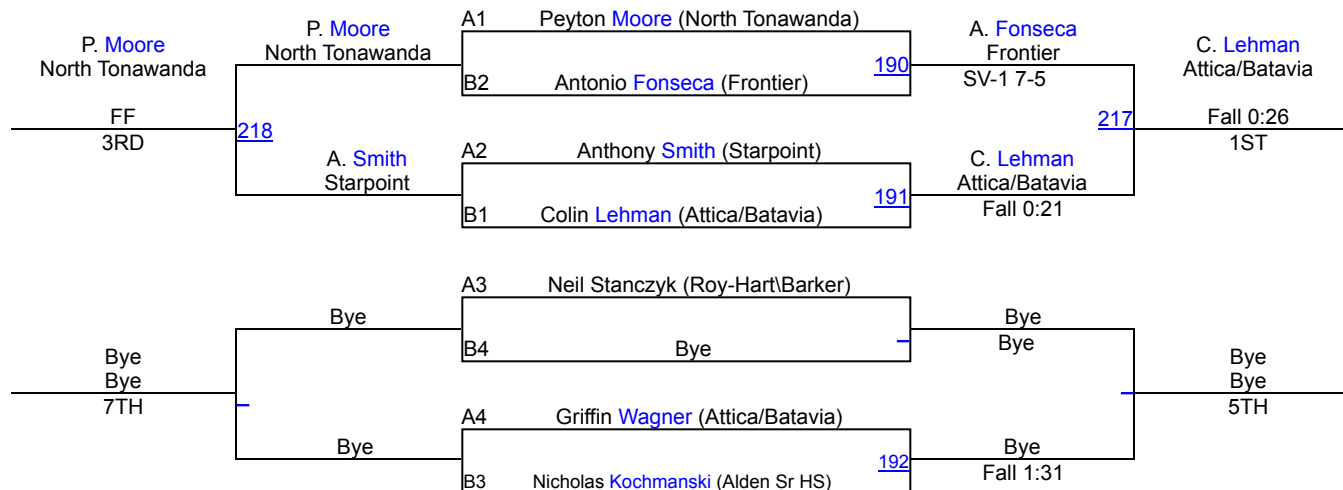 A1 Peyton Moore (North Tonawanda)
P. Moore
North Tonawanda
P. Moore
North Tonawanda
A. Fonseca
Frontier
C. Lehman
Attica/Batavia
190
B2 Antonio Fonseca (Frontier)
SV-1 7-5
FF
3RD
218
217
Fall 0:26
1ST
A2 Anthony Smith (Starpoint)
A. Smith
Starpoint
C. Lehman
Attica/Batavia
191
B1 Colin Lehman (Attica/Batavia)
Fall 0:21
A3 Neil Stanczyk (Roy-Hart\Barker)
Bye
Bye
B4 Bye
Bye
Bye
Bye
7TH
Bye
Bye
5TH
A4 Griffin Wagner (Attica/Batavia)
Bye
Bye
192
Fall 1:31
B3 Nicholas Kochmanski (Alden Sr HS)